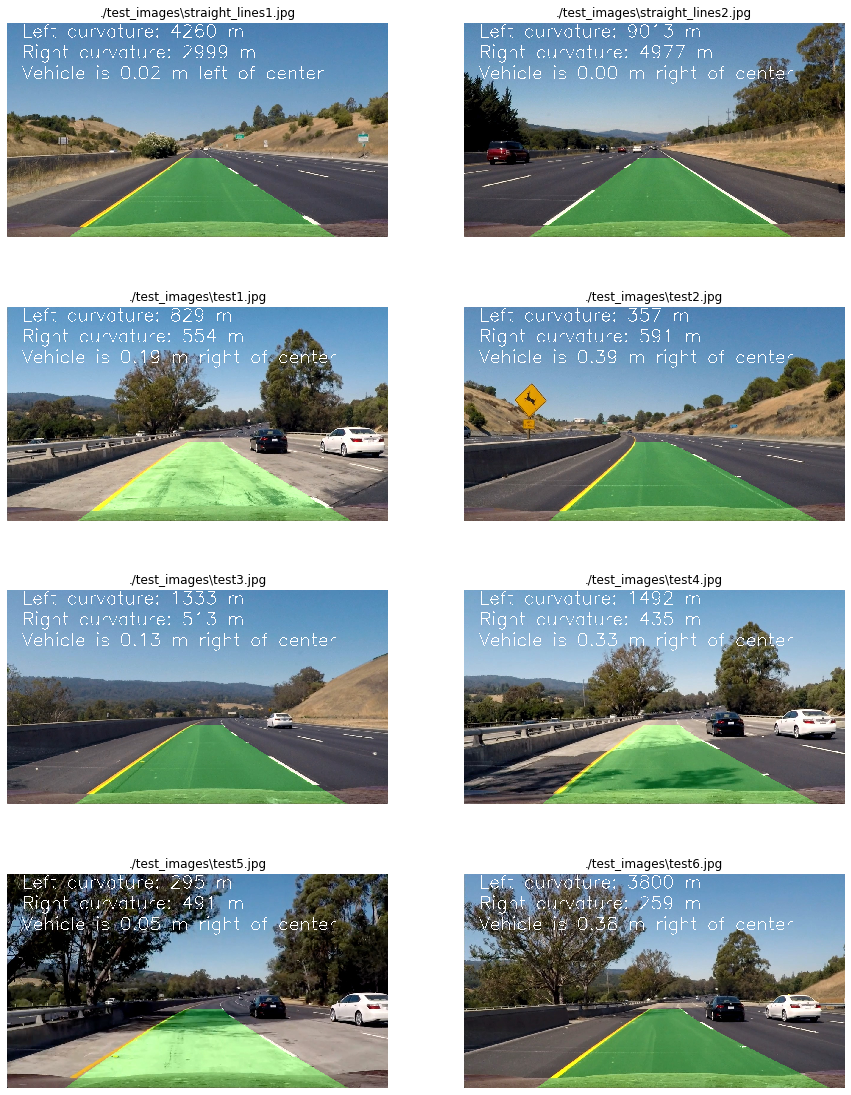 ./test_images\straight_lines1.jpg
Left curvature: 4260 m
Right curvature: 2999 m
Vehicle is 0.02 m left of center
./test_images\straight_lines2.jpg
Left curvature: 9013 m
Right curvature: 4977 m
Vehicle is 0.00 m right of center
./test_images\test1.jpg
Left curvature: 829 m
Right curvature: 554 m
Vehicle is 0.19 m right of center
./test_images\test2.jpg
Left curvature: 357 m
Right curvature: 591 m
Vehicle is 0.39 m right of center
./test_images\test3.jpg
Left curvature: 1333 m
Right curvature: 513 m
Vehicle is 0.13 m right of center
./test_images\test4.jpg
Left curvature: 1492 m
Right curvature: 435 m
Vehicle is 0.33 m right of center
./test_images\test5.jpg
Left curvature: 295 m
Right curvature: 491 m
Vehicle is 0.05 m right of center
./test_images\test6.jpg
Left curvature: 3800 m
Right curvature: 259 m
Vehicle is 0.38 m right of center